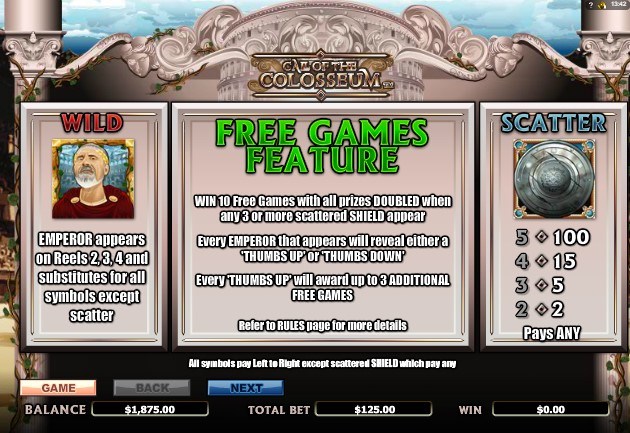 ? 13:42
CALL OF THE
COLOSSEUM
WILD
EMPEROR appears
on Reels 2, 3, 4 and
substitutes for all
symbols except
scatter
FREE GAMES
FEATURE
WIN 10 Free Games with all prizes DOUBLED when
any 3 or more scattered SHIELD appear
Every EMPEROR that appears will reveal either a
'THUMBS UP' or 'THUMBS DOWN'
Every 'THUMBS UP' will award up to 3 ADDITIONAL
FREE GAMES
Refer to RULES page for more details
SCATTER
5 ◆ 100
4 ◆ 15
3 ◆ 5
2 ◆ 2
Pays ANY
All symbols pay Left to Right except scattered SHIELD which pay any
GAME BACK NEXT
BALANCE $1,875.00 TOTAL BET $125.00 WIN $0.00